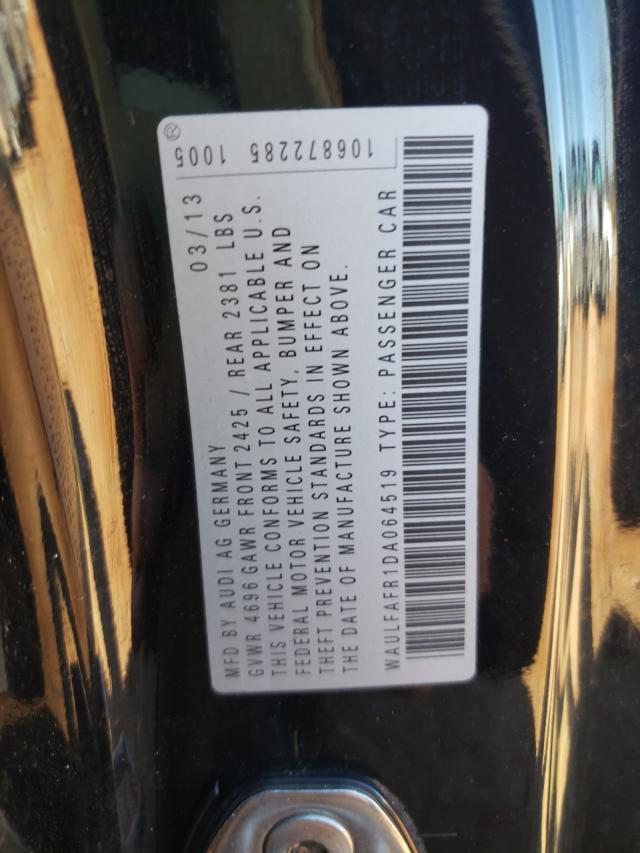 MFD BY AUDI AG GERMANY 03/13
GVWR 4696 GAWR FRONT 2425 / REAR 2381 LBS
THIS VEHICLE CONFORMS TO ALL APPLICABLE U.S.
FEDERAL MOTOR VEHICLE SAFETY, BUMPER AND
THEFT PREVENTION STANDARDS IN EFFECT ON
THE DATE OF MANUFACTURE SHOWN ABOVE.
WAULFAFR1DA064519 TYPE: PASSENGER CAR
106872285 1005 ®